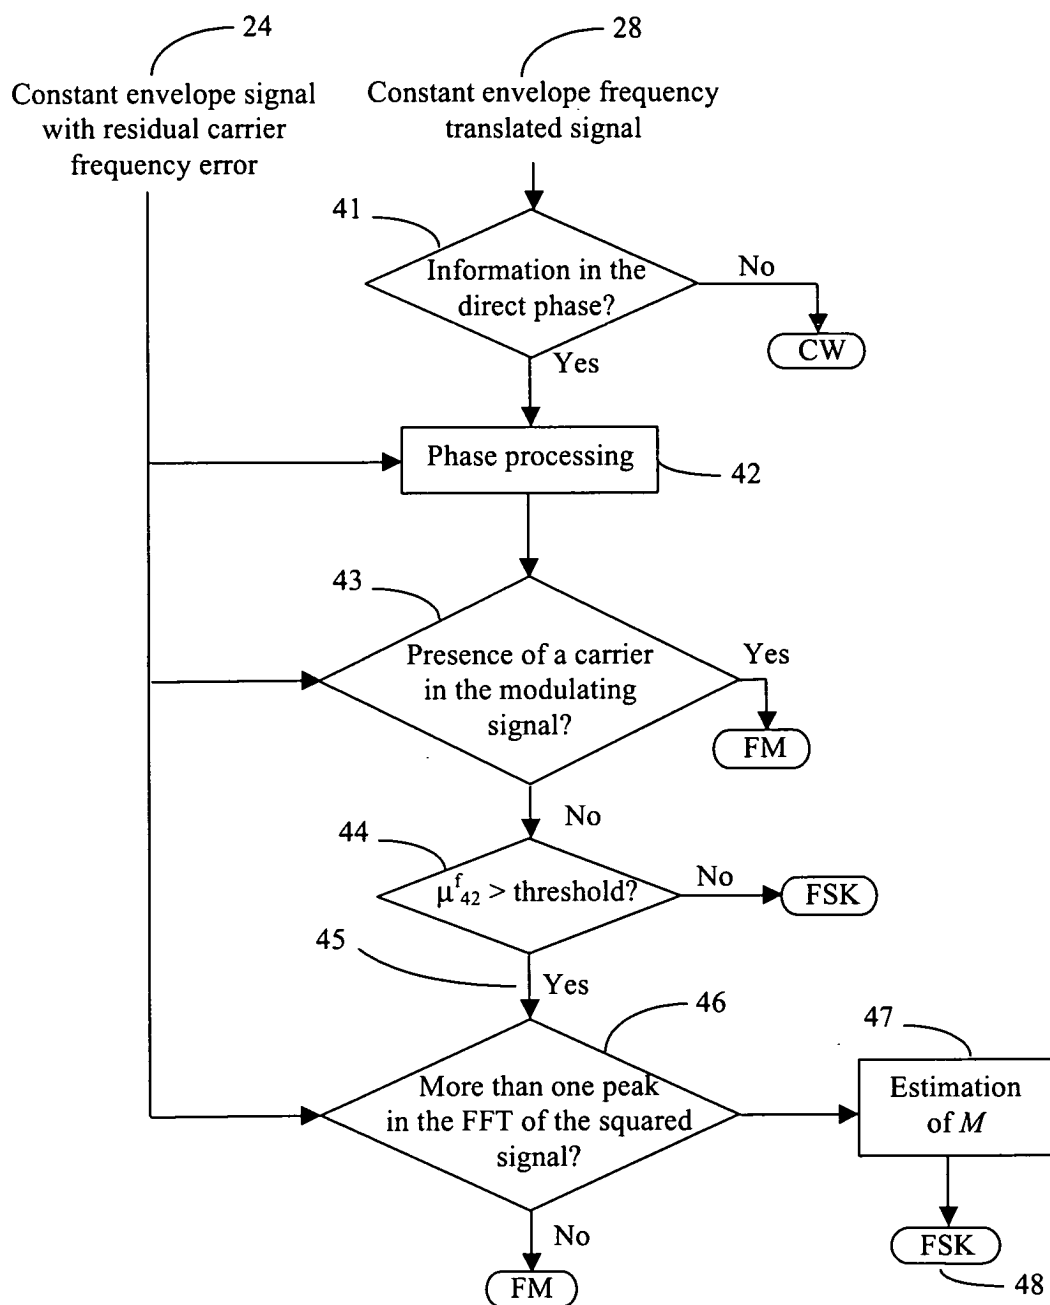 24
28
Constant envelope signal
with residual carrier
frequency error
Constant envelope frequency
translated signal
41
Information in the
direct phase?
No
CW
Yes
Phase processing
42
43
Presence of a carrier
in the modulating
signal?
Yes
FM
No
44
μᶠ₄₂ > threshold?
No
FSK
45
Yes
46
47
More than one peak
in the FFT of the squared
signal?
Estimation
of M
No
FM
FSK
48